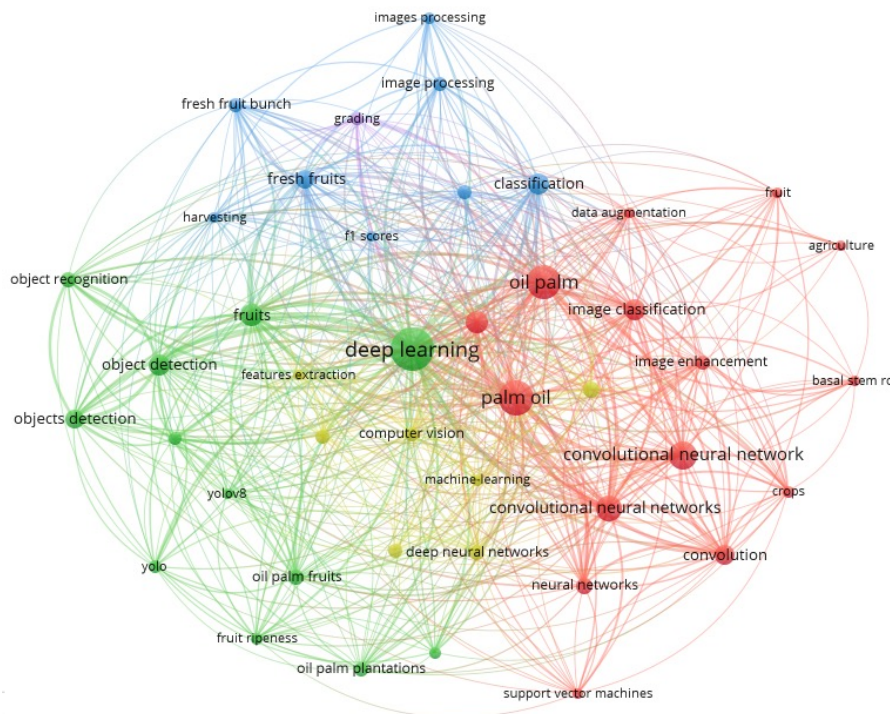 images processing
image processing
fresh fruit bunch
grading
fresh fruits
classification
fruit
data augmentation
harvesting
f1 scores
agriculture
object recognition
oil palm
fruits
image classification
deep learning
object detection
features extraction
image enhancement
basal stem ro
palm oil
objects detection
computer vision
convolutional neural network
machine-learning
yolov8
crops
convolutional neural networks
deep neural networks
convolution
yolo
oil palm fruits
neural networks
fruit ripeness
oil palm plantations
support vector machines